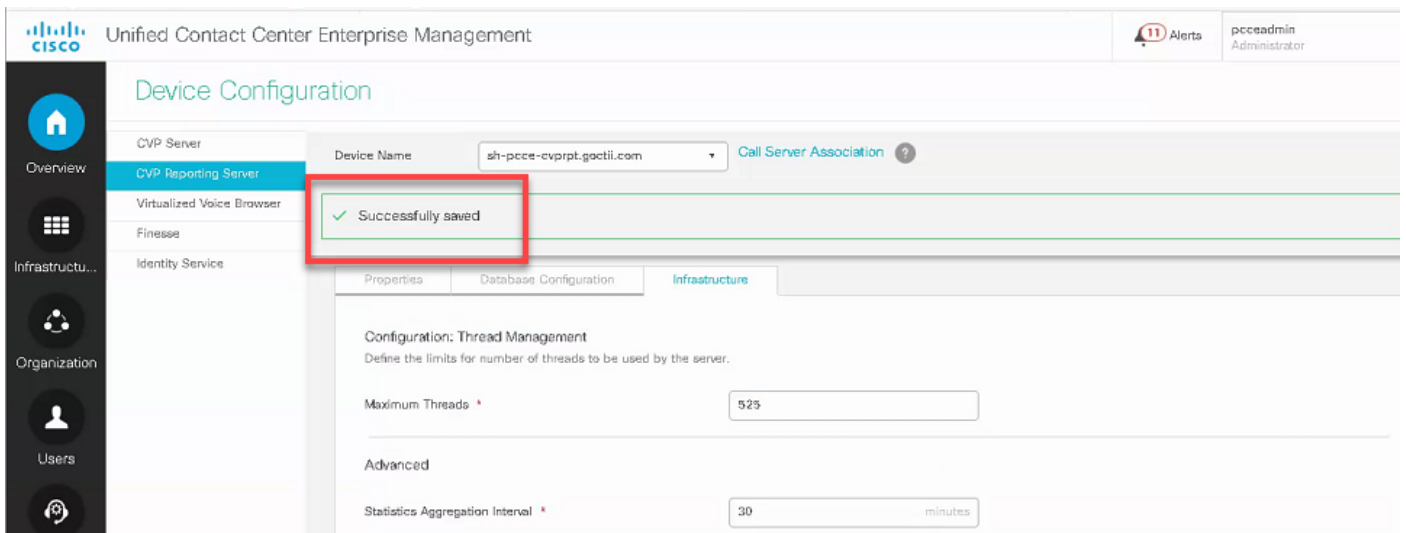 CISCO
Unified Contact Center Enterprise Management
11 Alerts
pcceadmin
Administrator
Device Configuration
Overview
Infrastructu...
Organization
Users
CVP Server
CVP Reporting Server
Virtualized Voice Browser
Finesse
Identity Service
Device Name sh-pcce-cvprpt.gsctii.com Call Server Association ?
Successfully saved
Properties Database Configuration Infrastructure
Configuration: Thread Management
Define the limits for number of threads to be used by the server.
Maximum Threads * 525
Advanced
Statistics Aggregation Interval * 30 minutes